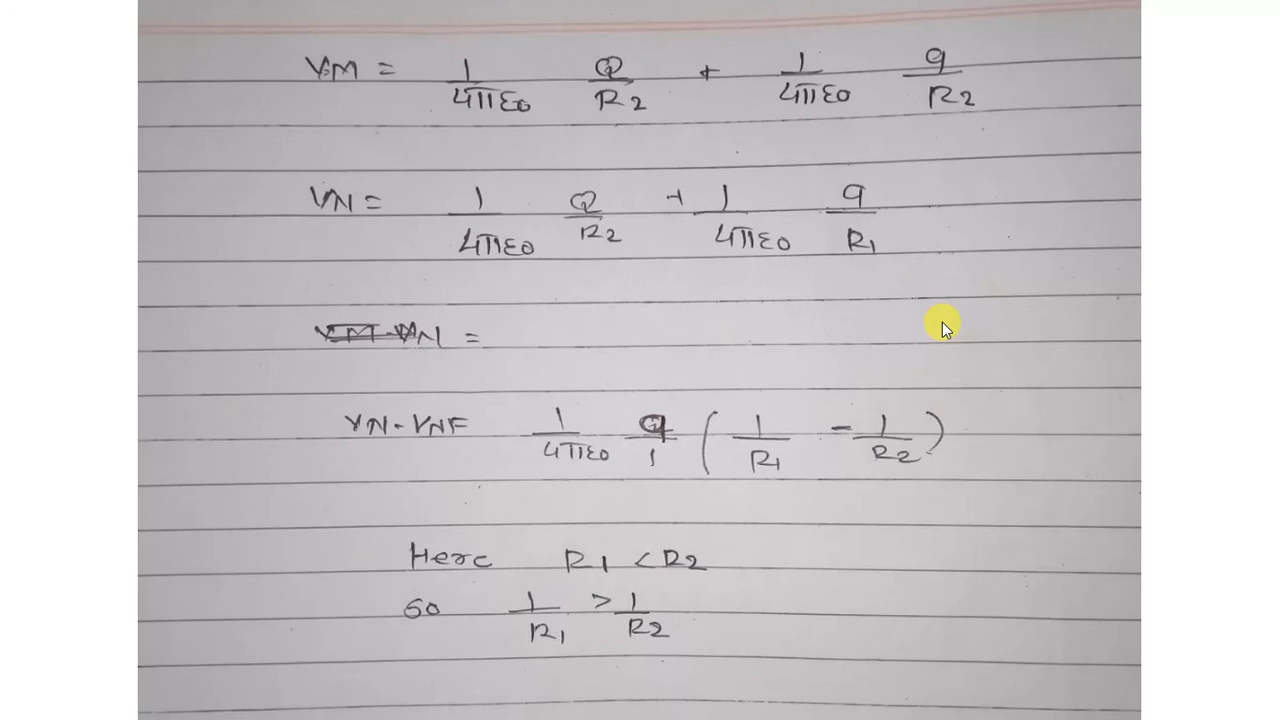 VM = 1/4πε0 Q/R2 + 1/4πε0 q/R2
VN = 1/4πε0 Q/R2 + 1/4πε0 q/R1
VM-VN =
VN-VNF 1/4πε0 q/1 (1/R1 - 1/R2)
Here R1 < R2
So 1/R1 > 1/R2